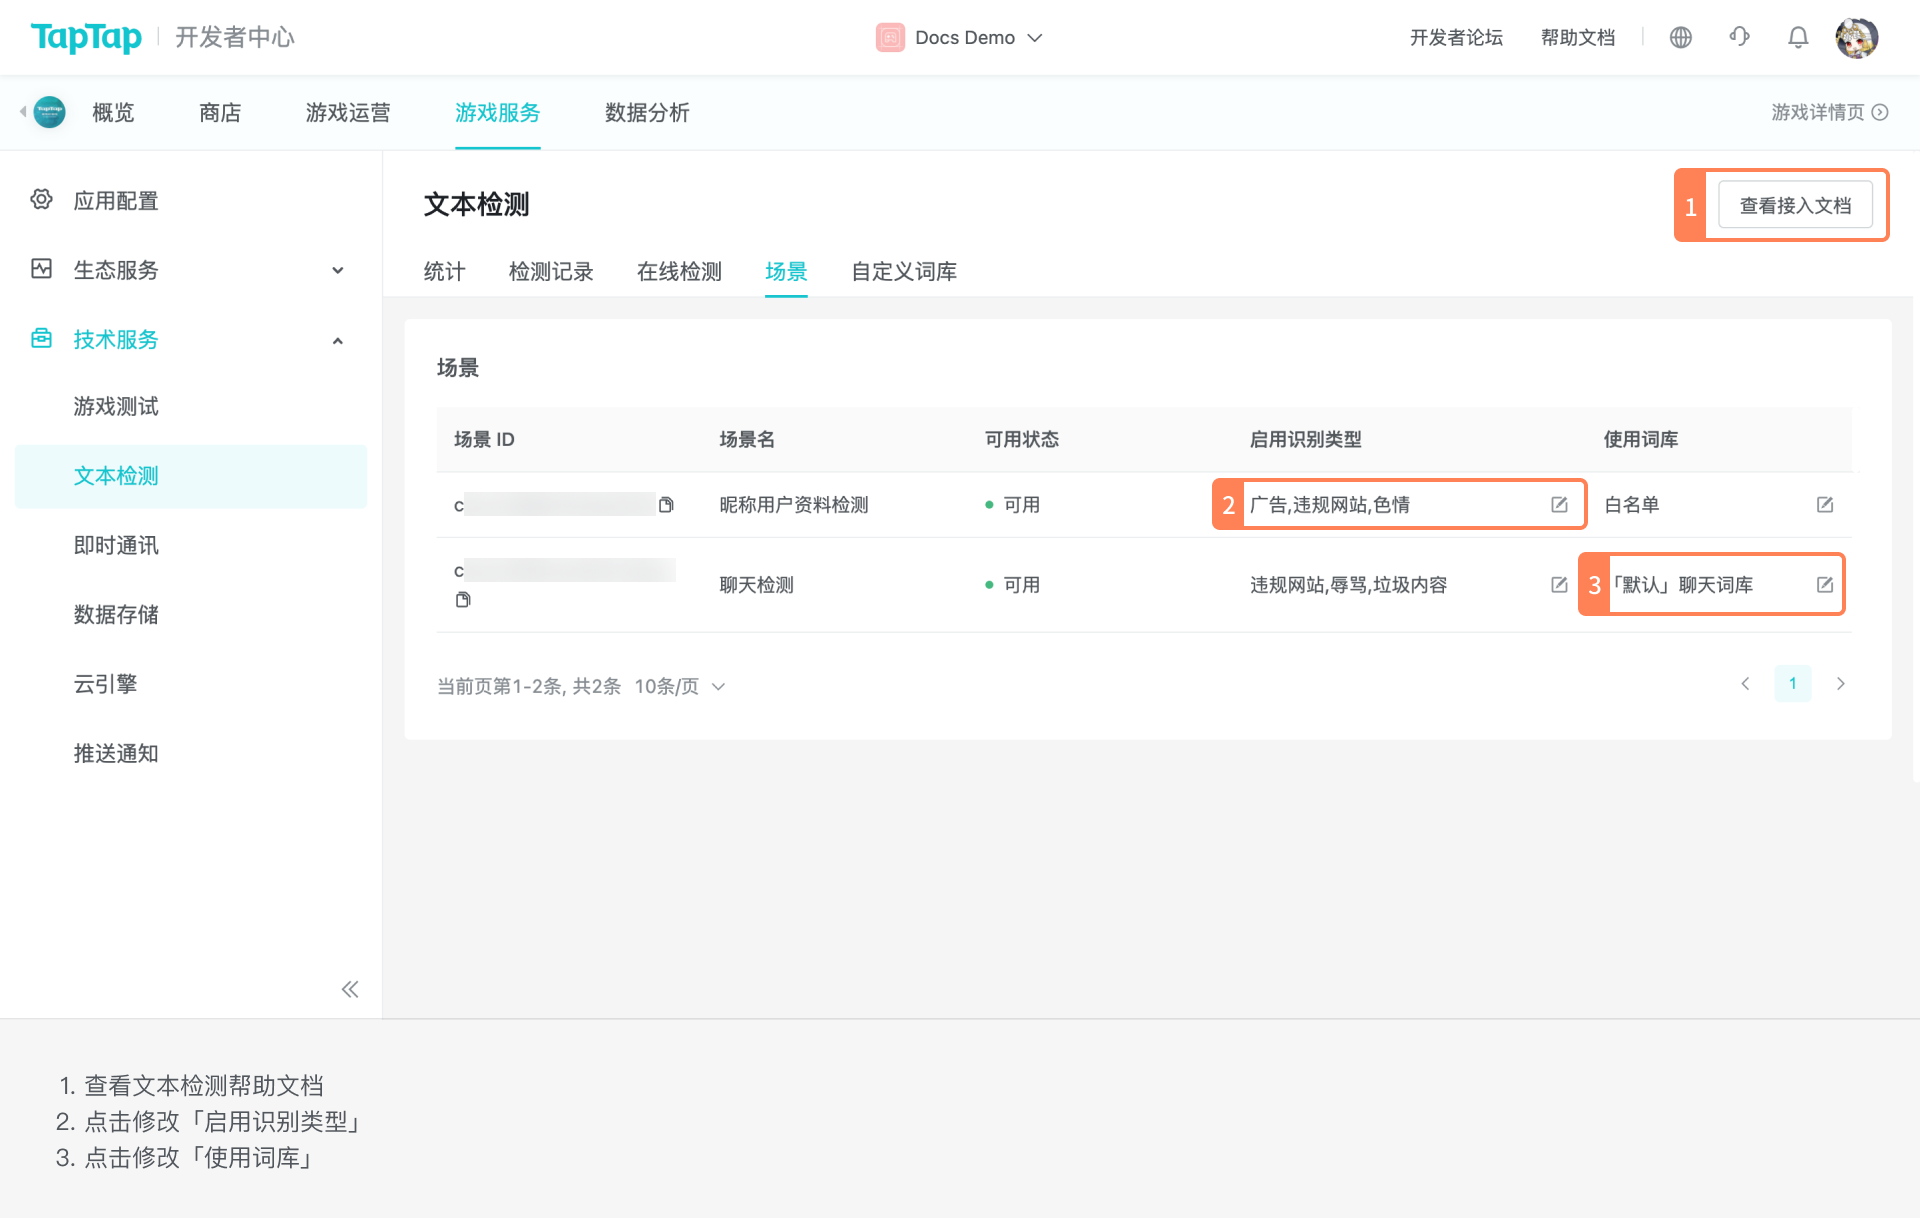 TapTap 开发者中心 Docs Demo 开发者论坛 帮助文档
概览 商店 游戏运营 游戏服务 数据分析 游戏详情页
应用配置
生态服务
技术服务
游戏测试
文本检测
即时通讯
数据存储
云引擎
推送通知
文本检测
1 查看接入文档
统计 检测记录 在线检测 场景 自定义词库
场景
场景 ID 场景名 可用状态 启用识别类型 使用词库
c 昵称用户资料检测 可用 2 广告,违规网站,色情 白名单
c 聊天检测 可用 违规网站,辱骂,垃圾内容 3 「默认」聊天词库
当前页第1-2条, 共2条 10条/页 1
1. 查看文本检测帮助文档
2. 点击修改「启用识别类型」
3. 点击修改「使用词库」